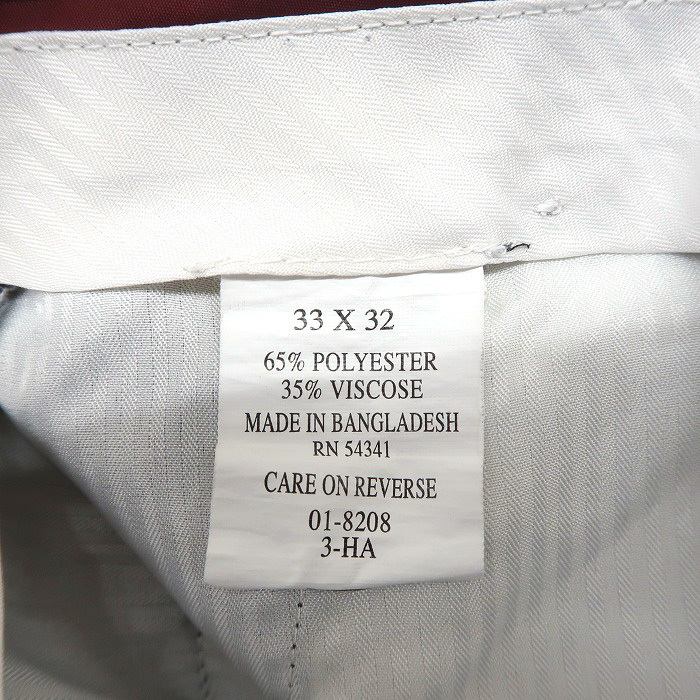 33 X 32
65% POLYESTER
35% VISCOSE
MADE IN BANGLADESH
RN 54341
CARE ON REVERSE
01-8208
3-HA